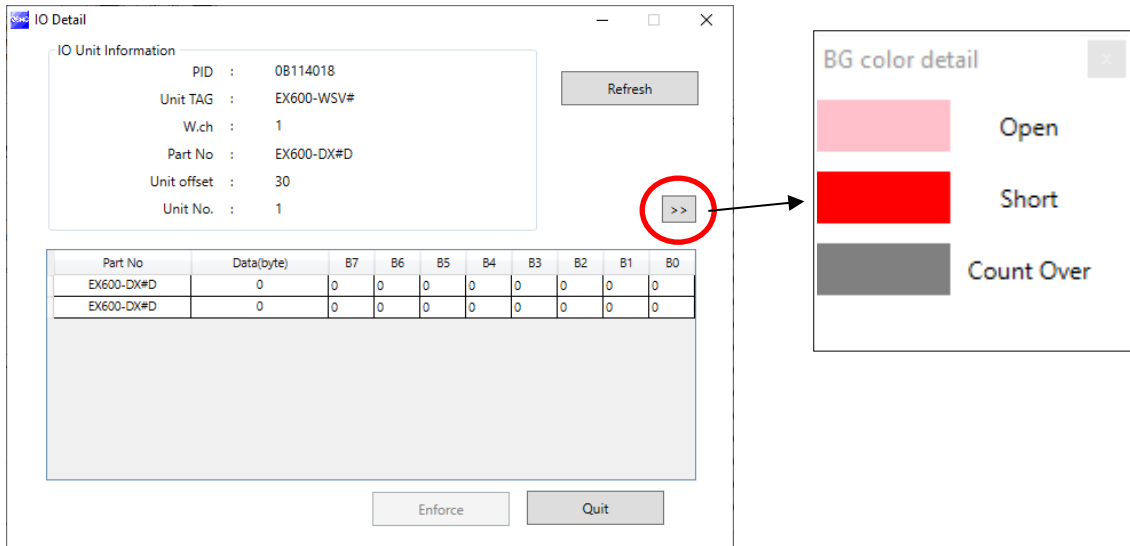 SMC IO Detail
IO Unit Information
PID : 0B114018
Unit TAG : EX600-WSV#
W.ch : 1
Part No : EX600-DX#D
Unit offset : 30
Unit No. : 1
Refresh
>>
Part No Data(byte) B7 B6 B5 B4 B3 B2 B1 B0
EX600-DX#D 0 0 0 0 0 0 0 0 0
EX600-DX#D 0 0 0 0 0 0 0 0 0
Enforce Quit
BG color detail x
Open
Short
Count Over